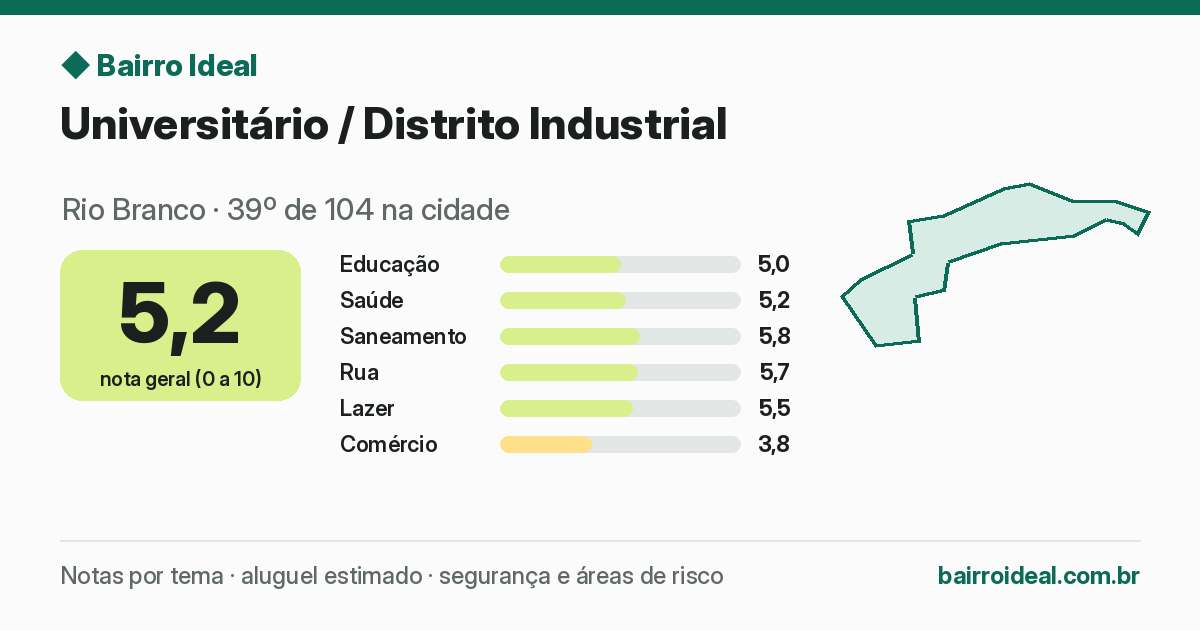 Bairro Ideal
Universitário / Distrito Industrial
Rio Branco · 39º de 104 na cidade
5,2
nota geral (0 a 10)
Educação 5,0
Saúde 5,2
Saneamento 5,8
Rua 5,7
Lazer 5,5
Comércio 3,8
Notas por tema · aluguel estimado · segurança e áreas de risco
bairroideal.com.br